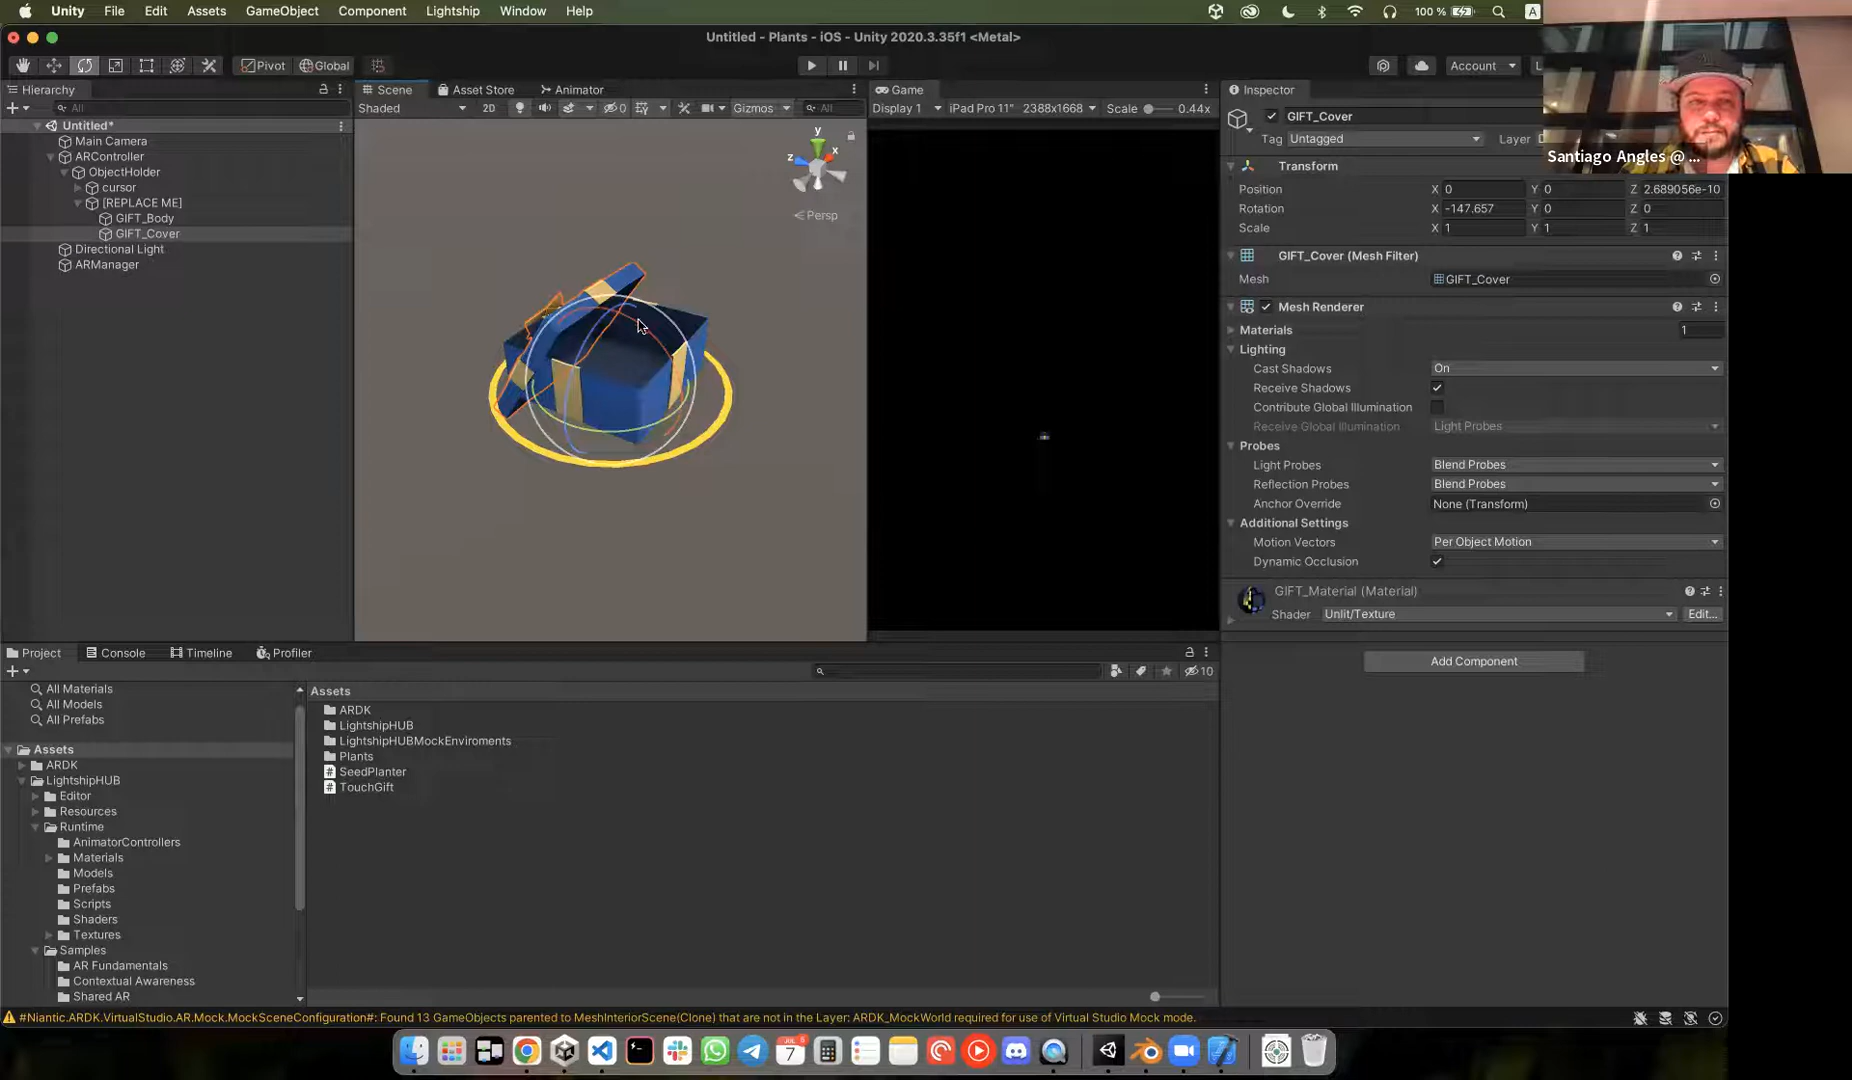 Unity File Edit Assets GameObject Component Lightship Window Help 100 % A
Untitled - Plants - iOS - Unity 2020.3.35f1 <Metal>
Pivot Global Account
Hierarchy
All
Untitled*
Main Camera
ARController
ObjectHolder
cursor
[REPLACE ME]
GIFT_Body
GIFT_Cover
Directional Light
ARManager
Scene Asset Store Animator
Shaded 2D 0 Gizmos All
y
x
z
Persp
Game
Display 1 iPad Pro 11" 2388x1668 Scale 0.44x
Inspector
GIFT_Cover
Tag Untagged Layer
Transform
Position X 0 Y 0 Z 2.689056e-10
Rotation X -147.657 Y 0 Z 0
Scale X 1 Y 1 Z 1
GIFT_Cover (Mesh Filter)
Mesh GIFT_Cover
Mesh Renderer
Materials 1
Lighting
Cast Shadows On
Receive Shadows
Contribute Global Illumination
Receive Global Illumination Light Probes
Probes
Light Probes Blend Probes
Reflection Probes Blend Probes
Anchor Override None (Transform)
Additional Settings
Motion Vectors Per Object Motion
Dynamic Occlusion
GIFT_Material (Material)
Shader Unlit/Texture Edit...
Add Component
Santiago Angles @ ...
Project Console Timeline Profiler
10
All Materials
All Models
All Prefabs
Assets
ARDK
LightshipHUB
Editor
Resources
Runtime
AnimatorControllers
Materials
Models
Prefabs
Scripts
Shaders
Textures
Samples
AR Fundamentals
Contextual Awareness
Shared AR
Assets
ARDK
LightshipHUB
LightshipHUBMockEnviroments
Plants
SeedPlanter
TouchGift
#Niantic.ARDK.VirtualStudio.AR.Mock.MockSceneConfiguration#: Found 13 GameObjects parented to MeshInteriorScene(Clone) that are not in the Layer: ARDK_MockWorld required for use of Virtual Studio Mock mode.
7